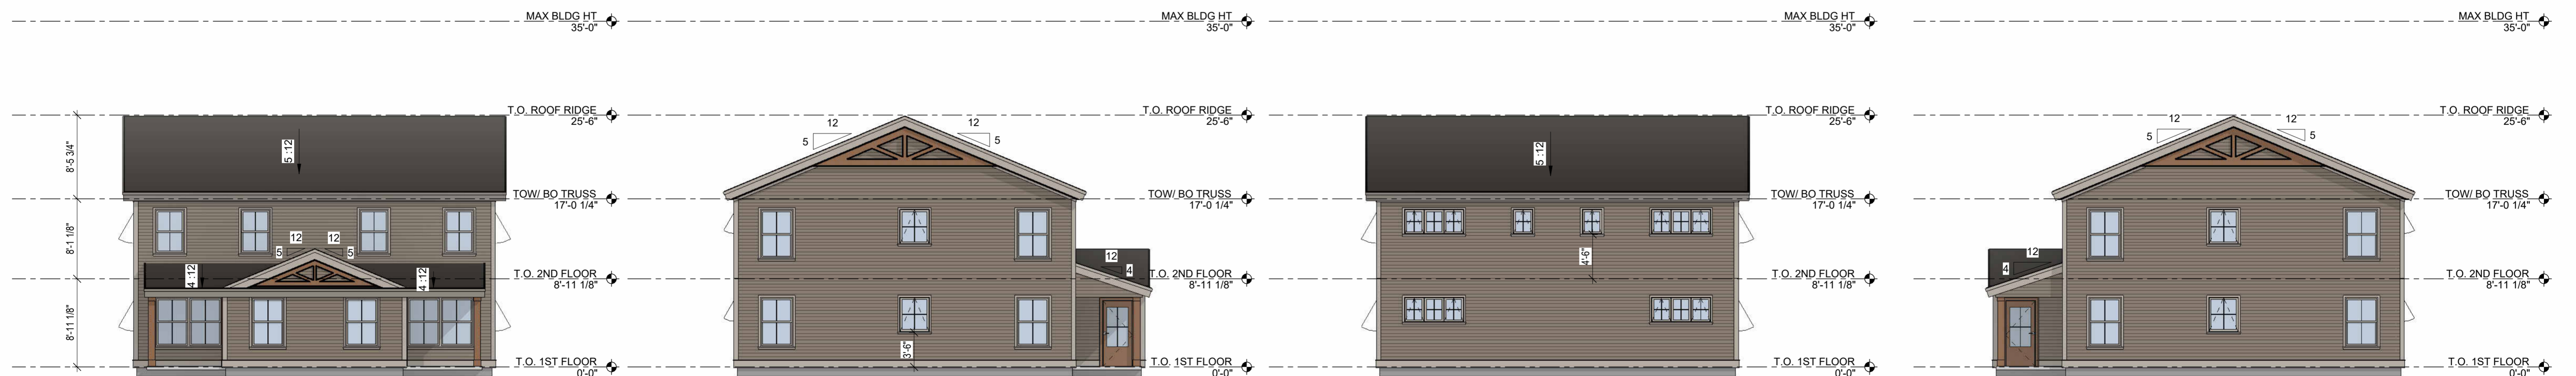 MAX BLDG HT
35'-0"
T.O. ROOF RIDGE
25'-6"
8'-5 3/4"
5 :12
TOW/ BO TRUSS
17'-0 1/4"
8'-1 1/8"
12
12
5
5
4 :12
4 :12
T.O. 2ND FLOOR
8'-11 1/8"
8'-11 1/8"
T.O. 1ST FLOOR
0'-0"
MAX BLDG HT
35'-0"
T.O. ROOF RIDGE
25'-6"
12
12
5
5
TOW/ BO TRUSS
17'-0 1/4"
12
4
T.O. 2ND FLOOR
8'-11 1/8"
3'-6"
T.O. 1ST FLOOR
0'-0"
MAX BLDG HT
35'-0"
T.O. ROOF RIDGE
25'-6"
5 :12
TOW/ BO TRUSS
17'-0 1/4"
4'-6"
T.O. 2ND FLOOR
8'-11 1/8"
T.O. 1ST FLOOR
0'-0"
MAX BLDG HT
35'-0"
T.O. ROOF RIDGE
25'-6"
12
12
5
5
TOW/ BO TRUSS
17'-0 1/4"
12
4
T.O. 2ND FLOOR
8'-11 1/8"
T.O. 1ST FLOOR
0'-0"